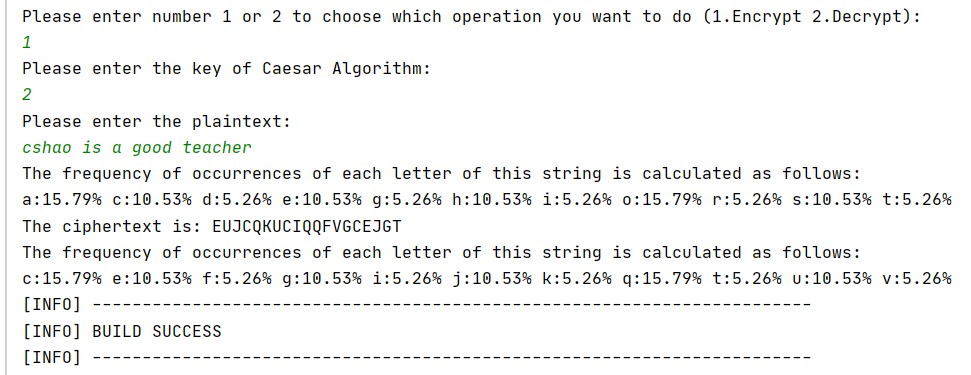 Please enter number 1 or 2 to choose which operation you want to do (1.Encrypt 2.Decrypt):
1
Please enter the key of Caesar Algorithm:
2
Please enter the plaintext:
cshao is a good teacher
The frequency of occurrences of each letter of this string is calculated as follows:
a:15.79% c:10.53% d:5.26% e:10.53% g:5.26% h:10.53% i:5.26% o:15.79% r:5.26% s:10.53% t:5.26%
The ciphertext is: EUJCQKUCIQQFVGCEJGT
The frequency of occurrences of each letter of this string is calculated as follows:
c:15.79% e:10.53% f:5.26% g:10.53% i:5.26% j:10.53% k:5.26% q:15.79% t:5.26% u:10.53% v:5.26%
[INFO] ------------------------------------------------------------------------
[INFO] BUILD SUCCESS
[INFO] ------------------------------------------------------------------------